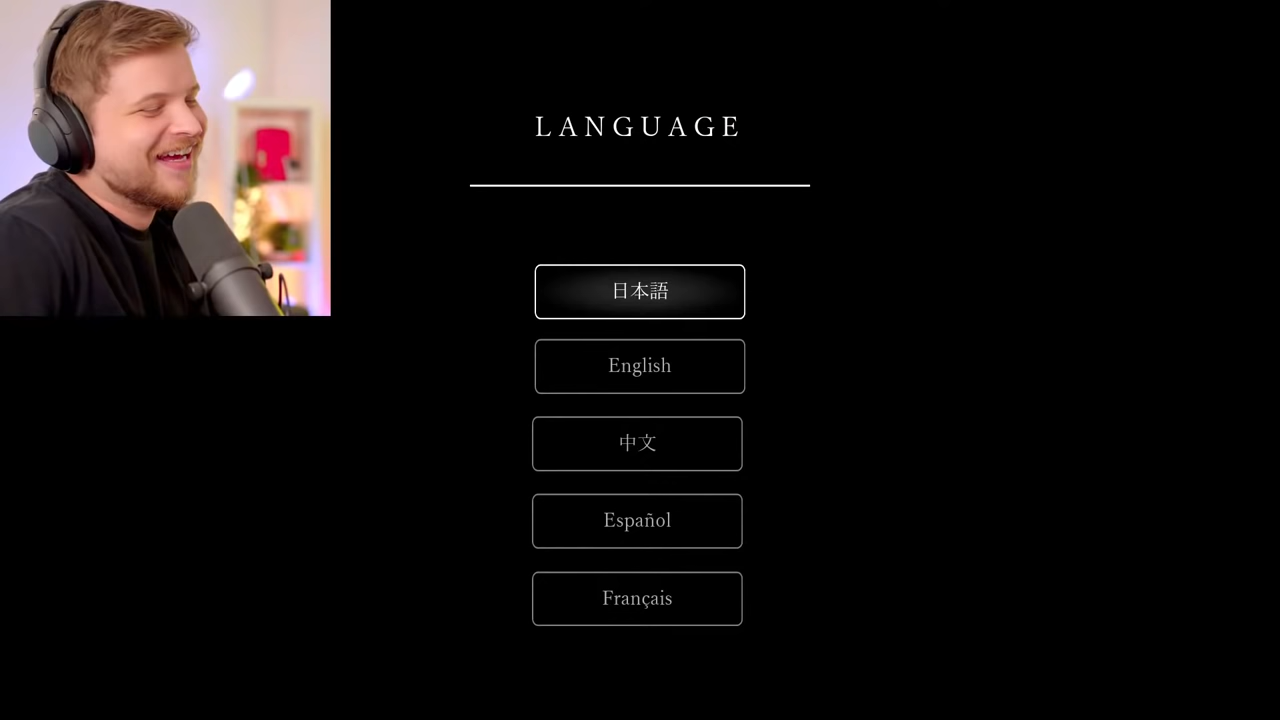 LANGUAGE
日本語
English
中文
Español
Français